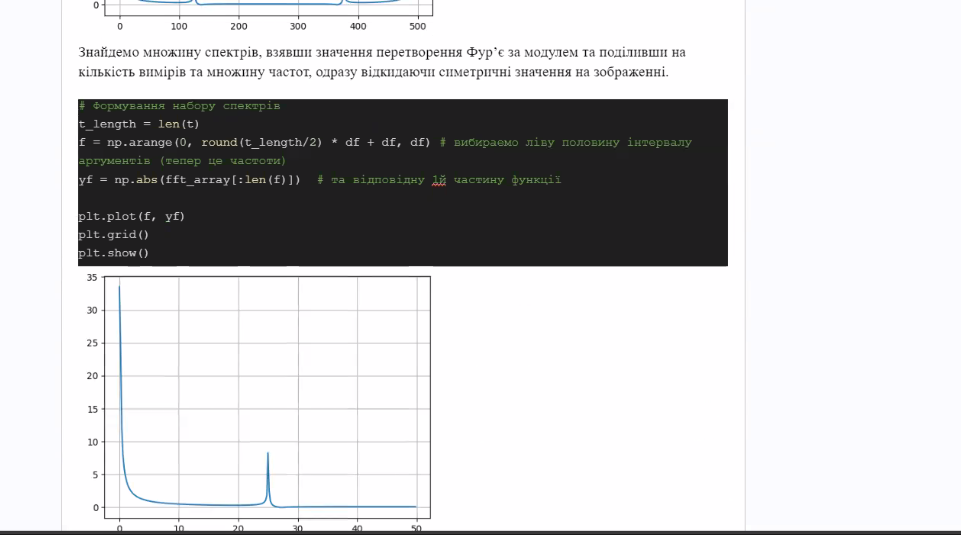 0
0 100 200 300 400 500
Знайдемо множину спектрів, взявши значення перетворення Фур’є за модулем та поділивши на
кількість вимірів та множину частот, одразу відкидаючи симетричні значення на зображенні.
# Формування набору спектрів
t_length = len(t)
f = np.arange(0, round(t_length/2) * df + df, df) # вибираємо ліву половину інтервалу
аргументів (тепер це частоти)
yf = np.abs(fft_array[:len(f)])  # та відповідну їй частину функції
plt.plot(f, yf)
plt.grid()
plt.show()
35
30
25
20
15
10
5
0
0 10 20 30 40 50